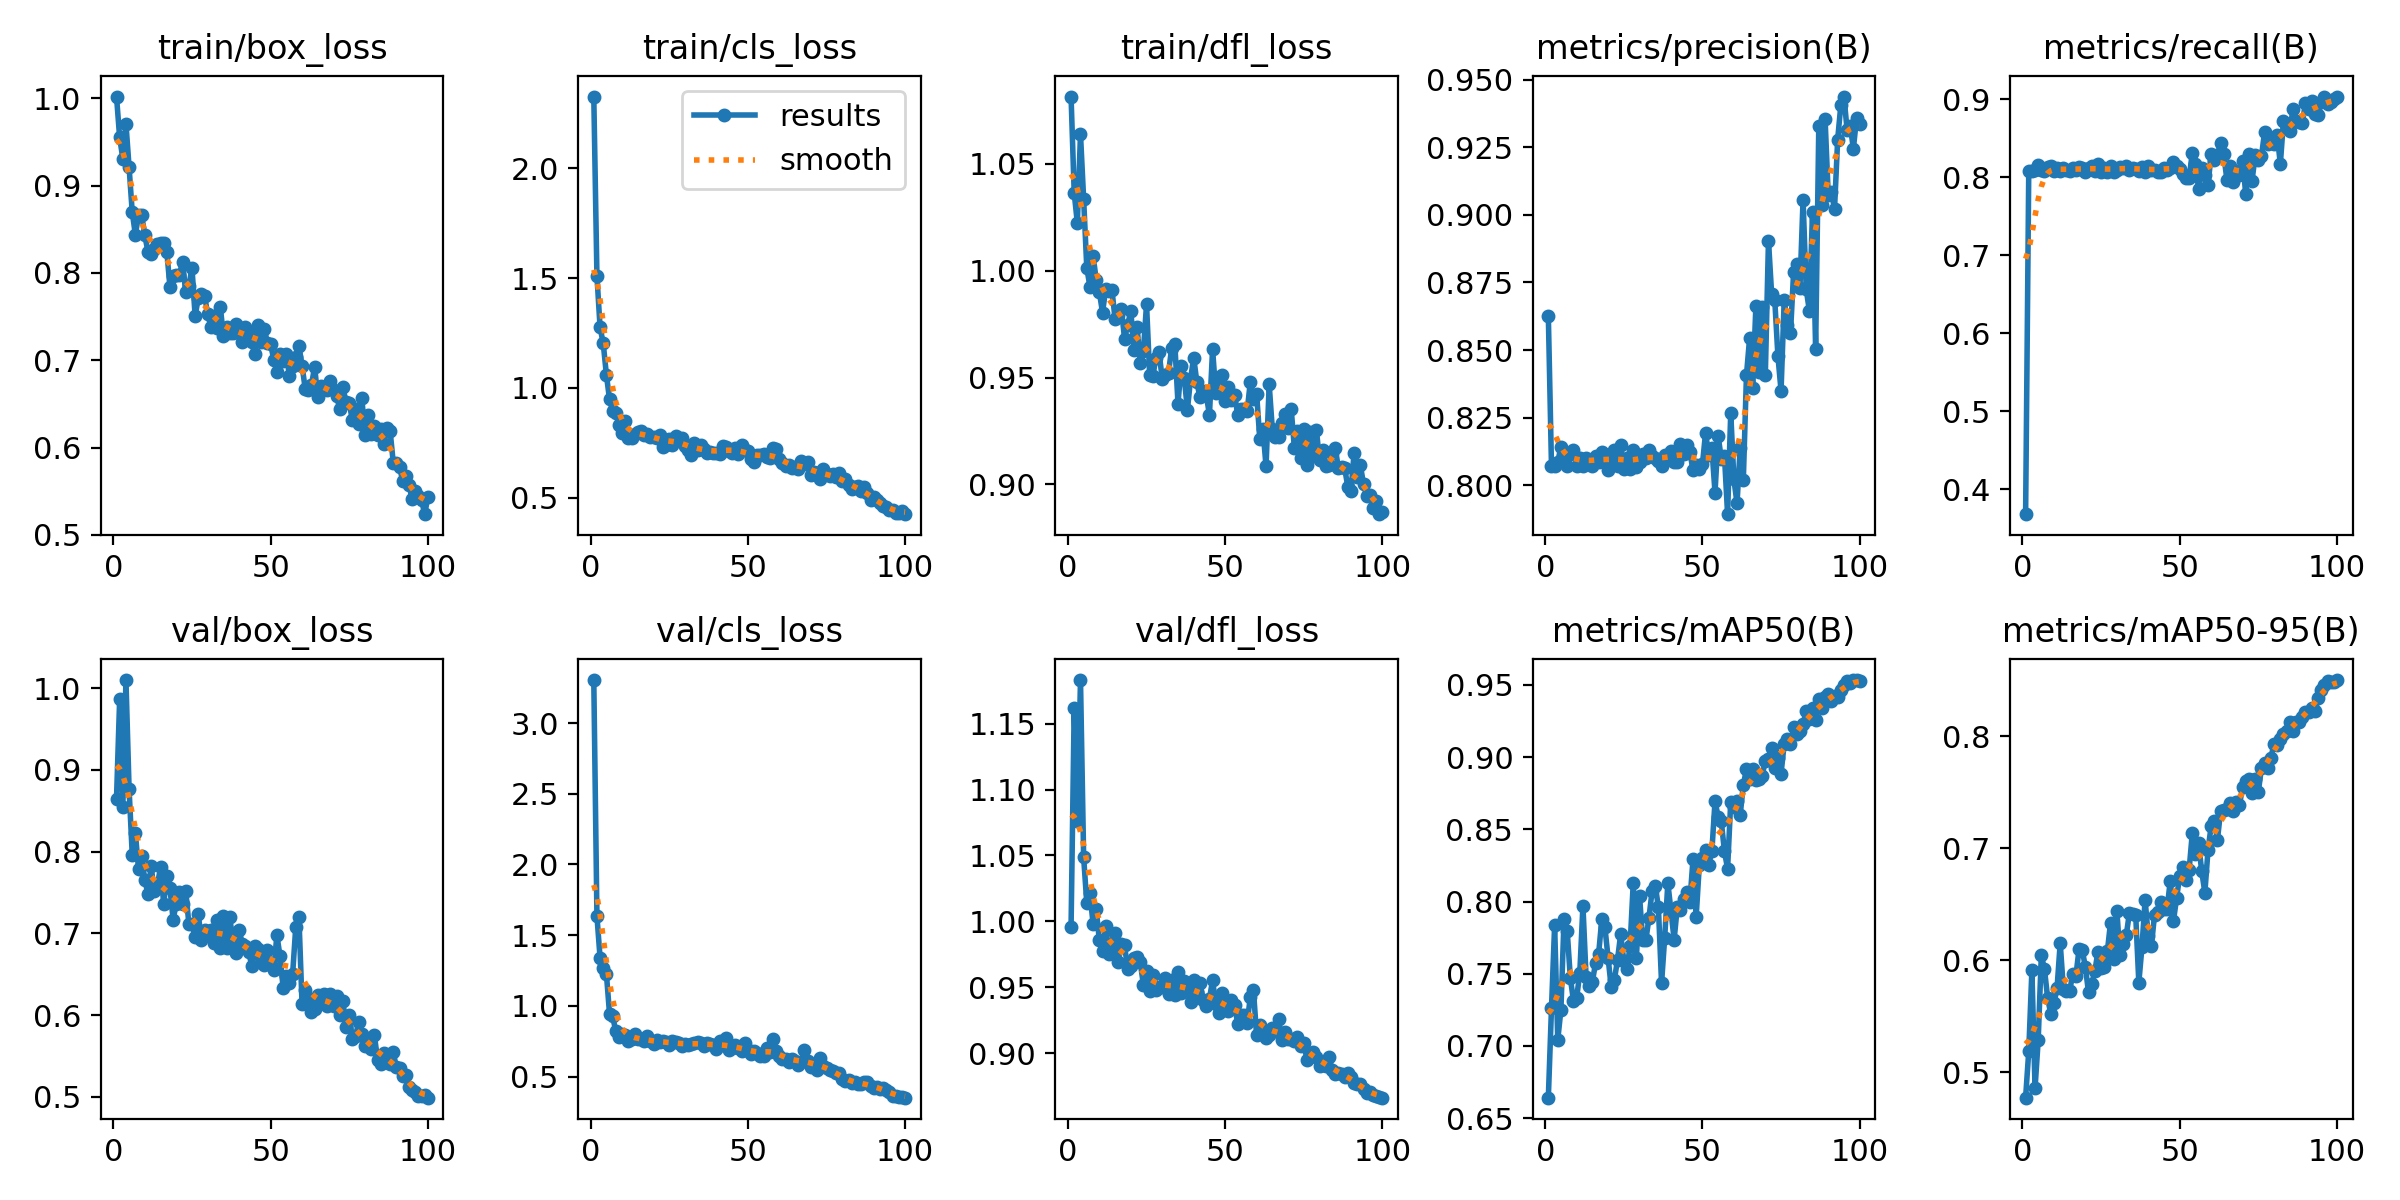 train/box_loss
1.0
0.9
0.8
0.7
0.6
0.5
0 50 100
train/cls_loss
results
smooth
2.0
1.5
1.0
0.5
0 50 100
train/dfl_loss
1.05
1.00
0.95
0.90
0 50 100
metrics/precision(B)
0.950
0.925
0.900
0.875
0.850
0.825
0.800
0 50 100
metrics/recall(B)
0.9
0.8
0.7
0.6
0.5
0.4
0 50 100
val/box_loss
1.0
0.9
0.8
0.7
0.6
0.5
0 50 100
val/cls_loss
3.0
2.5
2.0
1.5
1.0
0.5
0 50 100
val/dfl_loss
1.15
1.10
1.05
1.00
0.95
0.90
0 50 100
metrics/mAP50(B)
0.95
0.90
0.85
0.80
0.75
0.70
0.65
0 50 100
metrics/mAP50-95(B)
0.8
0.7
0.6
0.5
0 50 100